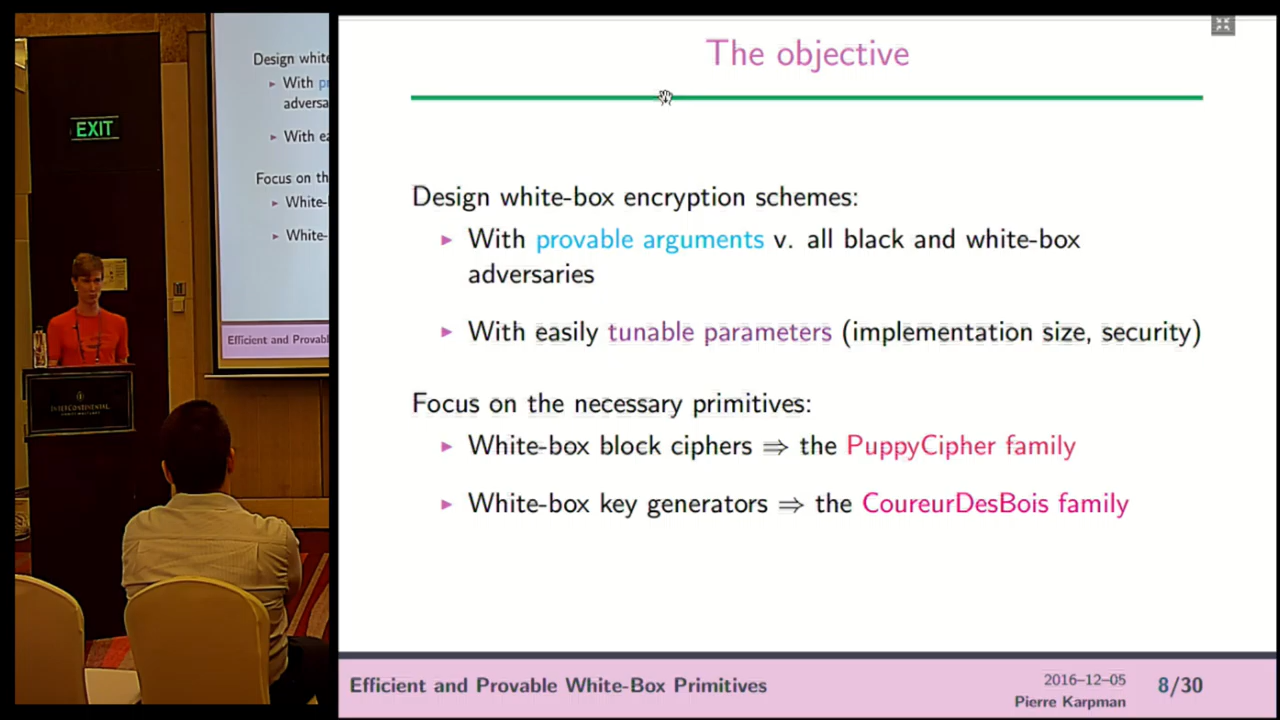 EXIT
Design white
With p
adversa
With ea
Focus on th
White-
White-
Efficient and Provabl
INTERCONTINENTAL
The objective
Design white-box encryption schemes:
With provable arguments v. all black and white-box
adversaries
With easily tunable parameters (implementation size, security)
Focus on the necessary primitives:
White-box block ciphers ⇒ the PuppyCipher family
White-box key generators ⇒ the CoureurDesBois family
Efficient and Provable White-Box Primitives
2016–12–05
Pierre Karpman
8/30